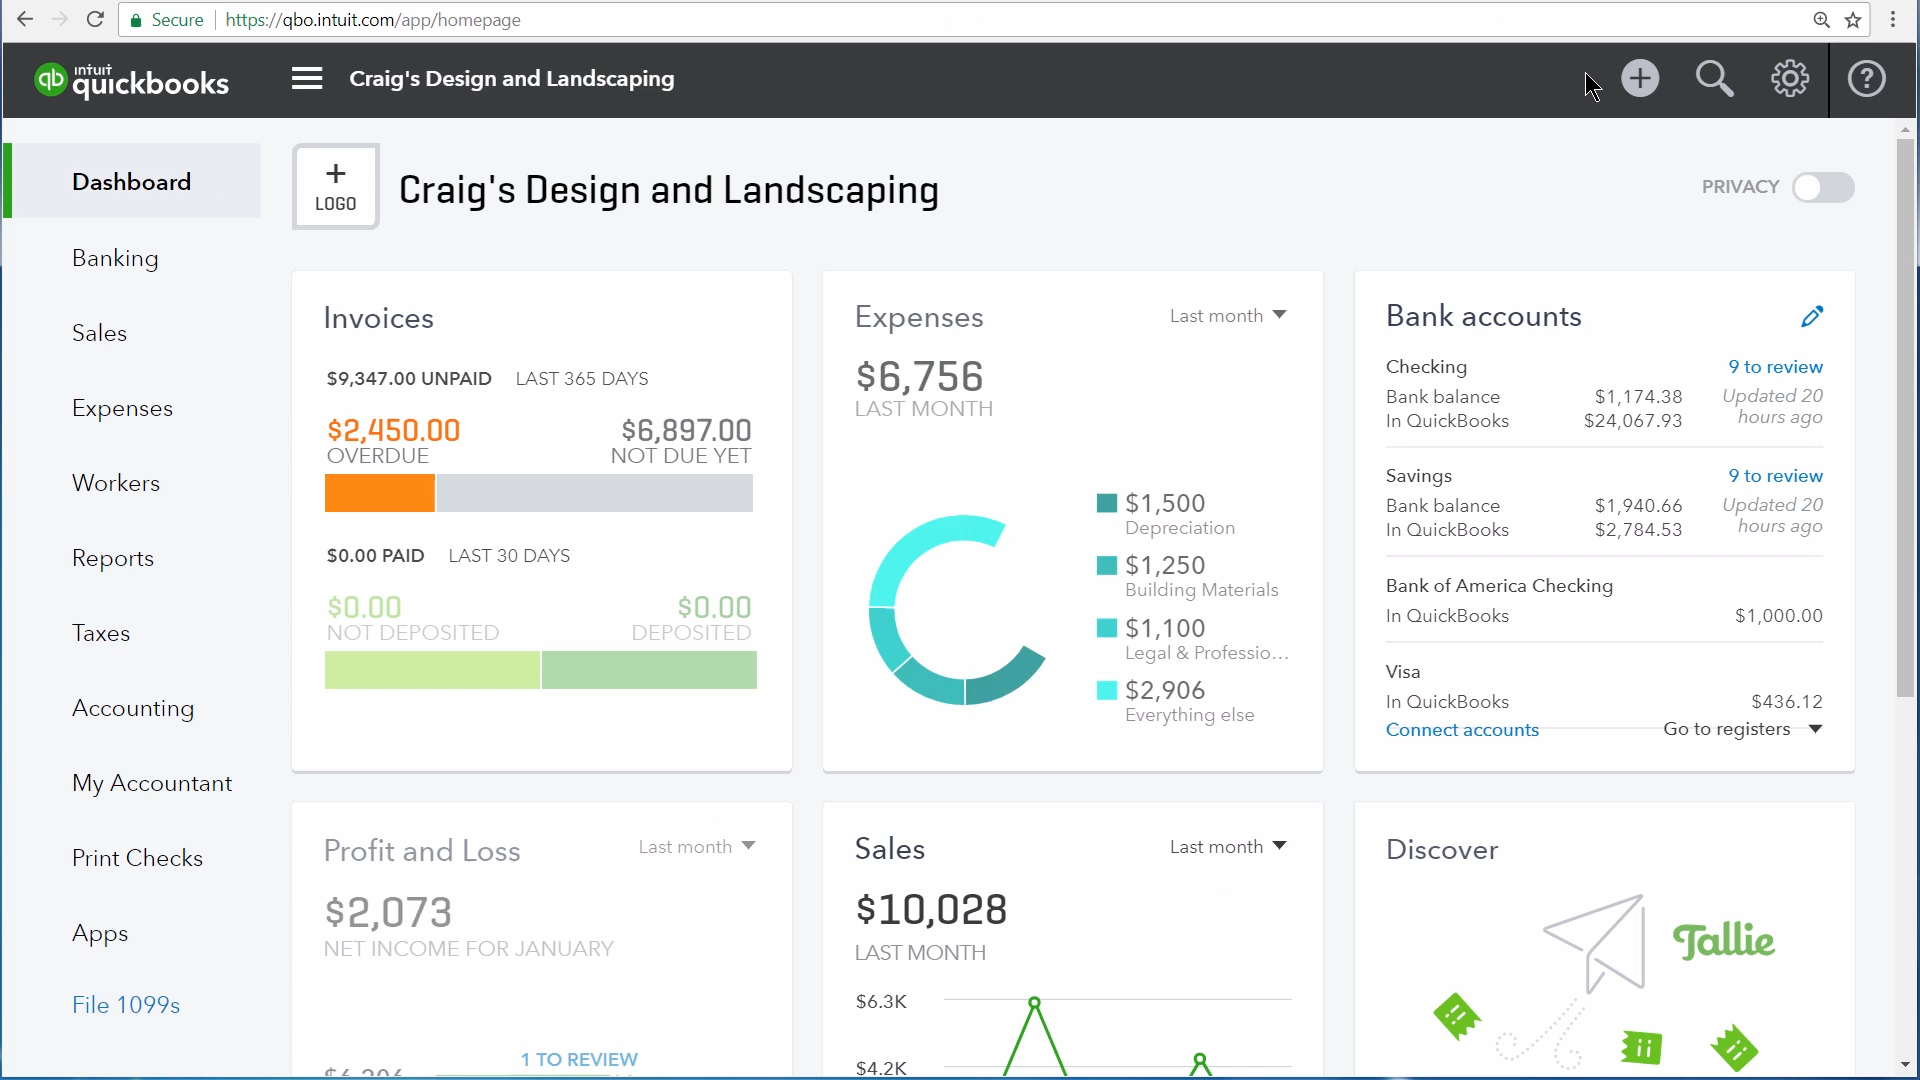 Secure
https://qbo.intuit.com/app/homepage
intuit
quickbooks
Craig's Design and Landscaping
Dashboard
Banking
Sales
Expenses
Workers
Reports
Taxes
Accounting
My Accountant
Print Checks
Apps
File 1099s
+
LOGO
Craig's Design and Landscaping
PRIVACY
Invoices
$9,347.00 UNPAID LAST 365 DAYS
$2,450.00 $6,897.00
OVERDUE NOT DUE YET
$0.00 PAID LAST 30 DAYS
$0.00 $0.00
NOT DEPOSITED DEPOSITED
Expenses Last month
$6,756
LAST MONTH
$1,500
Depreciation
$1,250
Building Materials
$1,100
Legal & Professio...
$2,906
Everything else
Bank accounts
Checking 9 to review
Bank balance $1,174.38 Updated 20
In QuickBooks $24,067.93 hours ago
Savings 9 to review
Bank balance $1,940.66 Updated 20
In QuickBooks $2,784.53 hours ago
Bank of America Checking
In QuickBooks $1,000.00
Visa
In QuickBooks $436.12
Connect accounts Go to registers
Profit and Loss Last month
$2,073
NET INCOME FOR JANUARY
1 TO REVIEW
Sales Last month
$10,028
LAST MONTH
$6.3K
$4.2K
Discover
Tallie